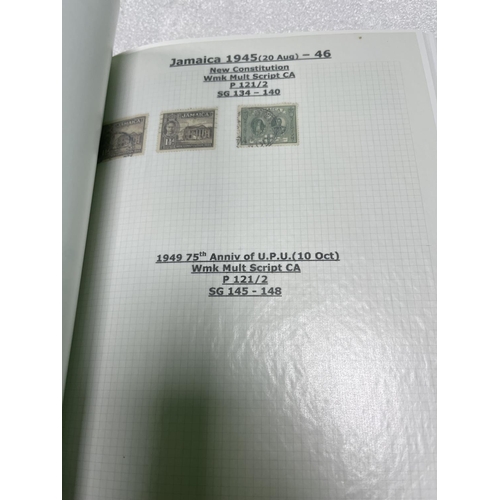 Jamaica 1945(20 Aug) – 46
New Constitution
Wmk Mult Script CA
P 121/2
SG 134 – 140
JAMAICA
1949 75th Anniv of U.P.U.(10 Oct)
Wmk Mult Script CA
P 121/2
SG 145 - 148